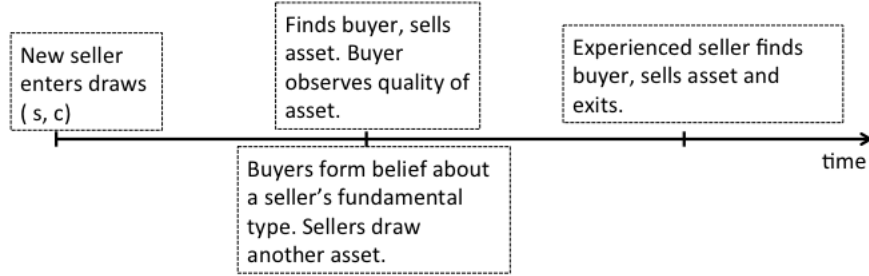 New seller
enters draws
( s, c)
Finds buyer, sells
asset. Buyer
observes quality of
asset.
Experienced seller finds
buyer, sells asset and
exits.
time
Buyers form belief about
a seller's fundamental
type. Sellers draw
another asset.